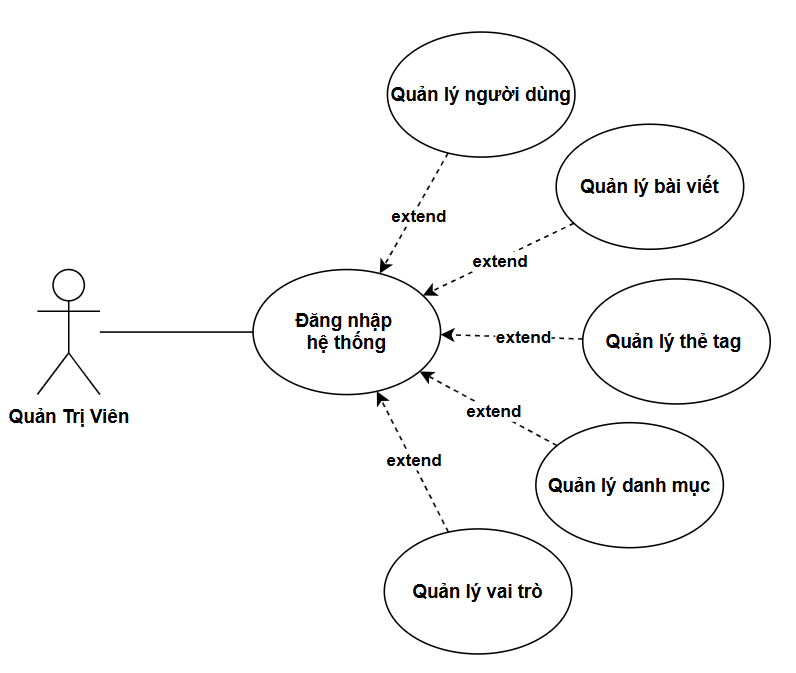 Quản lý người dùng
Quản lý bài viết
extend
extend
Đăng nhập
hệ thống
extend
Quản lý thẻ tag
Quản Trị Viên
extend
extend
Quản lý danh mục
Quản lý vai trò